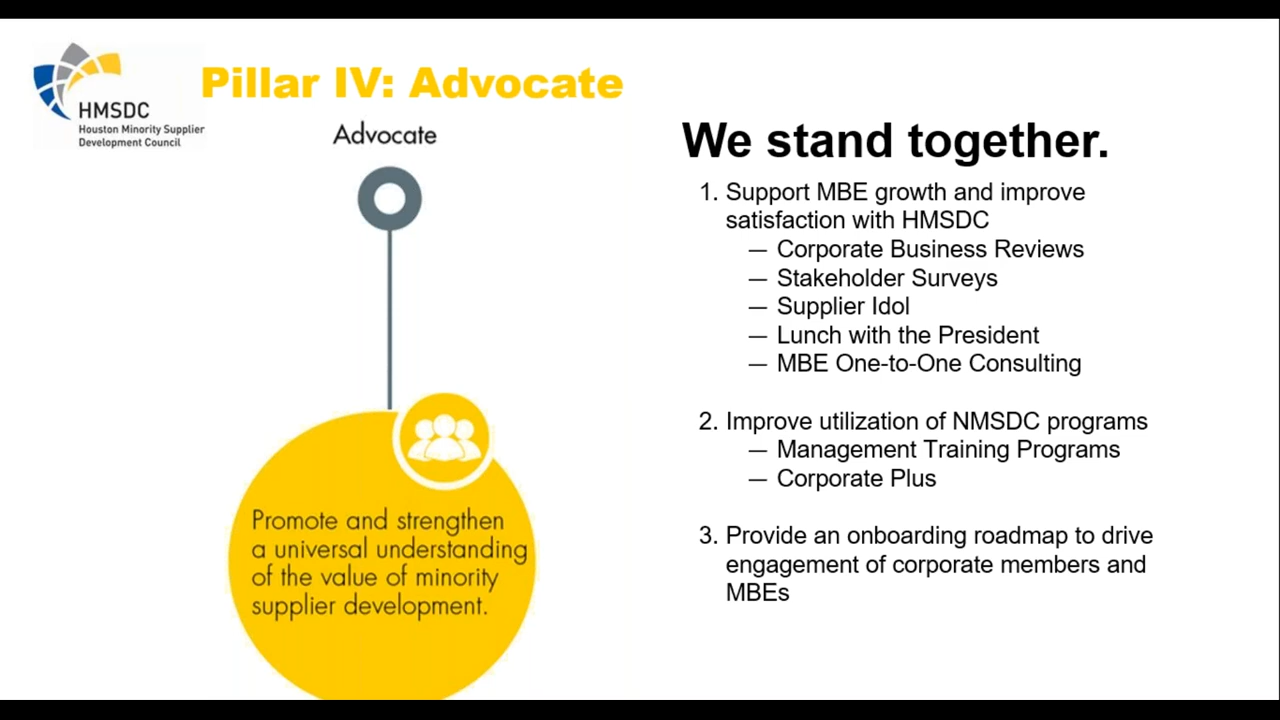 Pillar IV: Advocate
HMSDC
Houston Minority Supplier
Development Council
Advocate
Promote and strengthen
a universal understanding
of the value of minority
supplier development.
We stand together.
1. Support MBE growth and improve
satisfaction with HMSDC
— Corporate Business Reviews
— Stakeholder Surveys
— Supplier Idol
— Lunch with the President
— MBE One-to-One Consulting
2. Improve utilization of NMSDC programs
— Management Training Programs
— Corporate Plus
3. Provide an onboarding roadmap to drive
engagement of corporate members and
MBEs